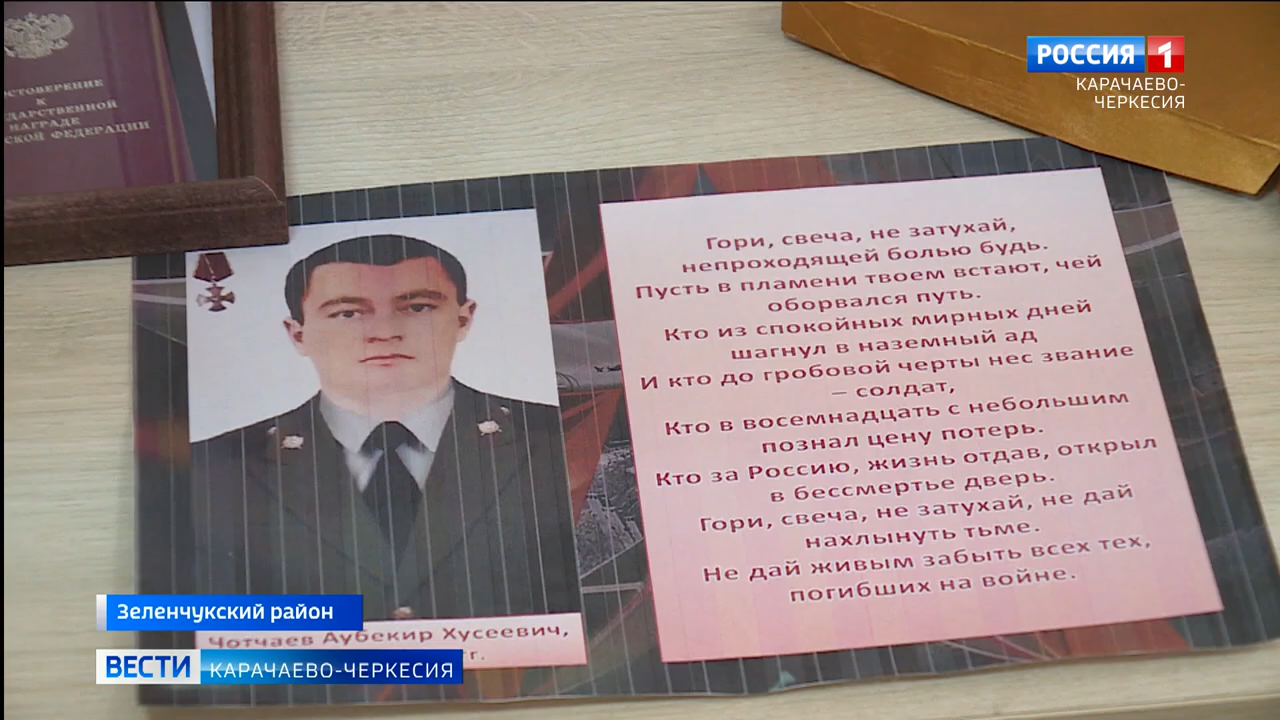 РОССИЯ 1
КАРАЧАЕВО-
ЧЕРКЕСИЯ
К
НАГРАДЕ
ФЕДЕРАЦИИ
Гори, свеча, не затухай,
непроходящей болью будь.
Пусть в пламени твоем встают, чей
оборвался путь.
Кто из спокойных мирных дней
шагнул в наземный ад
И кто до гробовой черты нес звание
– солдат,
Кто в восемнадцать с небольшим
познал цену потерь.
Кто за Россию, жизнь отдав, открыл
в бессмертье дверь.
Гори, свеча, не затухай, не дай
нахлынуть тьме.
Не дай живым забыть всех тех,
погибших на войне.
Зеленчукский район
Чотчаев Аубекир Хусеевич,
гг.
ВЕСТИ КАРАЧАЕВО-ЧЕРКЕСИЯ